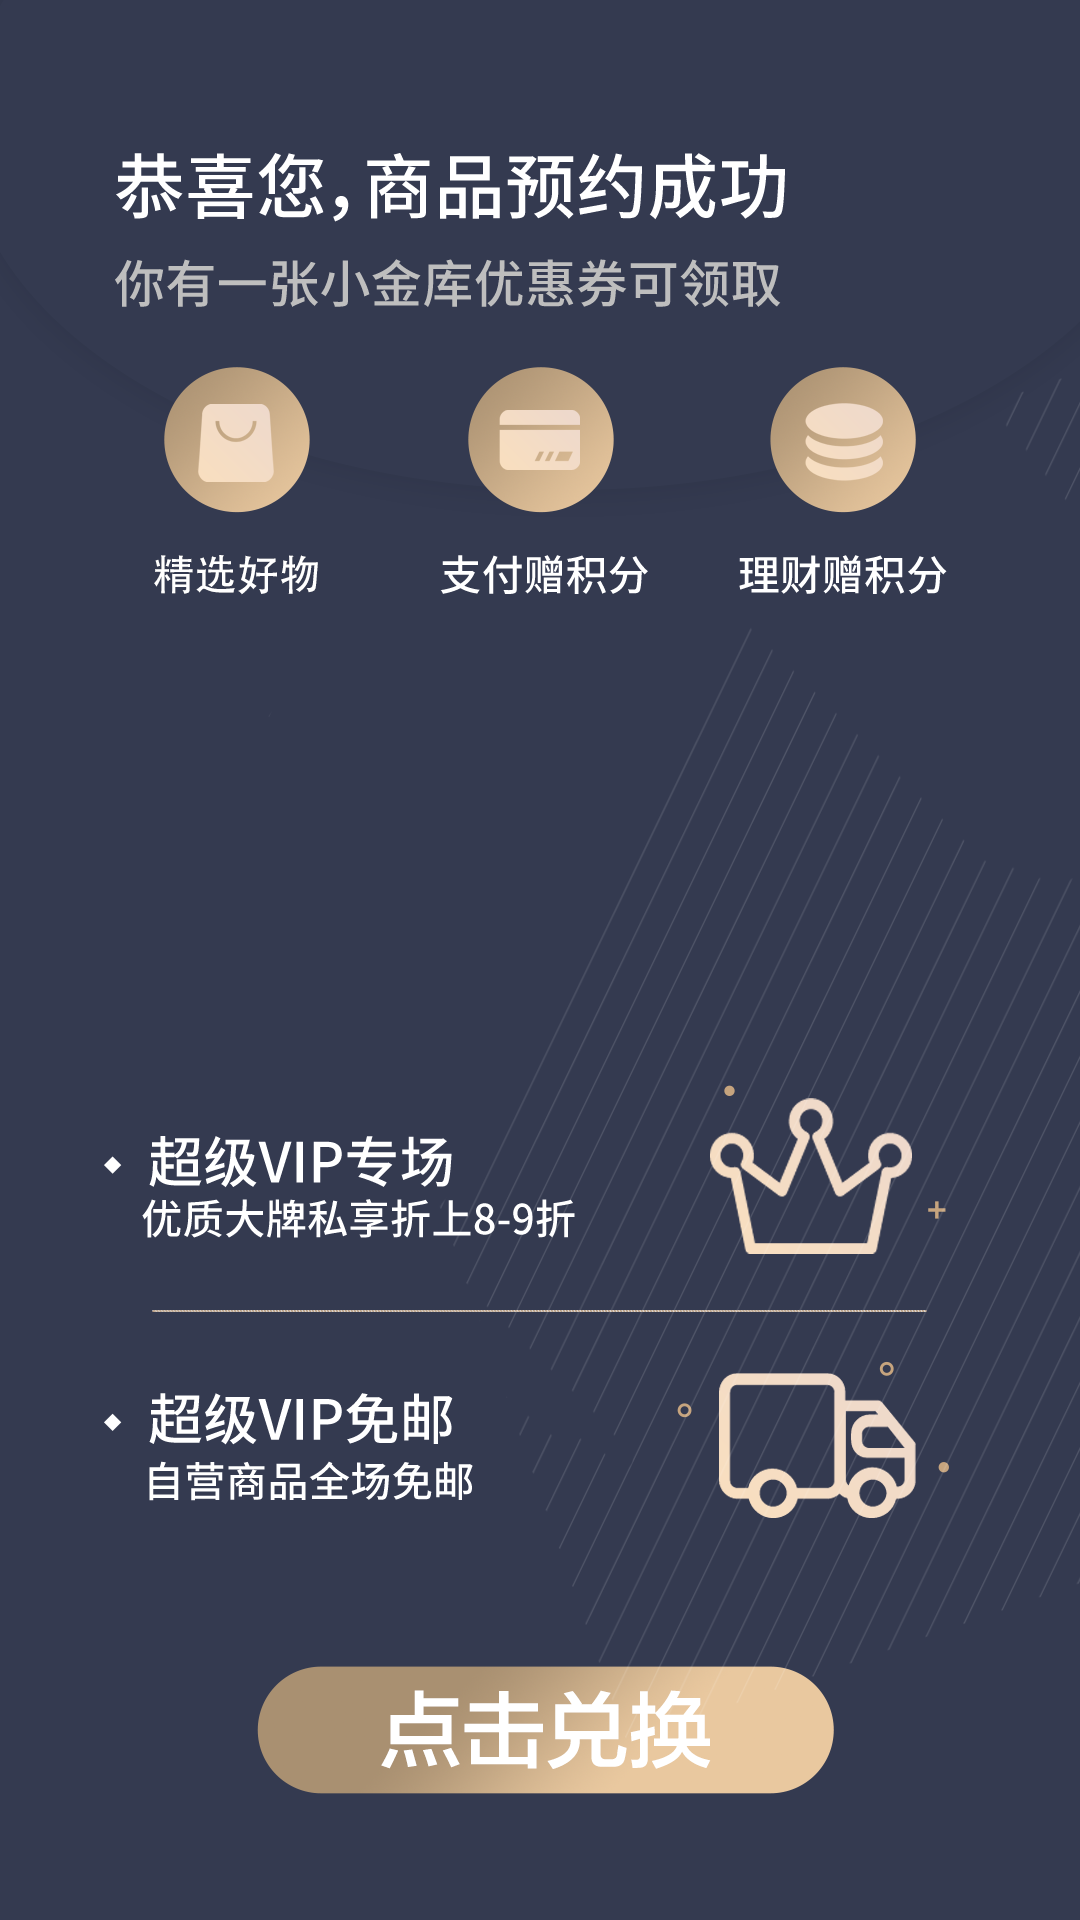 恭喜您，商品预约成功
你有一张小金库优惠券可领取
精选好物
支付赠积分
理财赠积分
超级VIP专场
优质大牌私享折上8-9折
超级VIP免邮
自营商品全场免邮
点击兑换